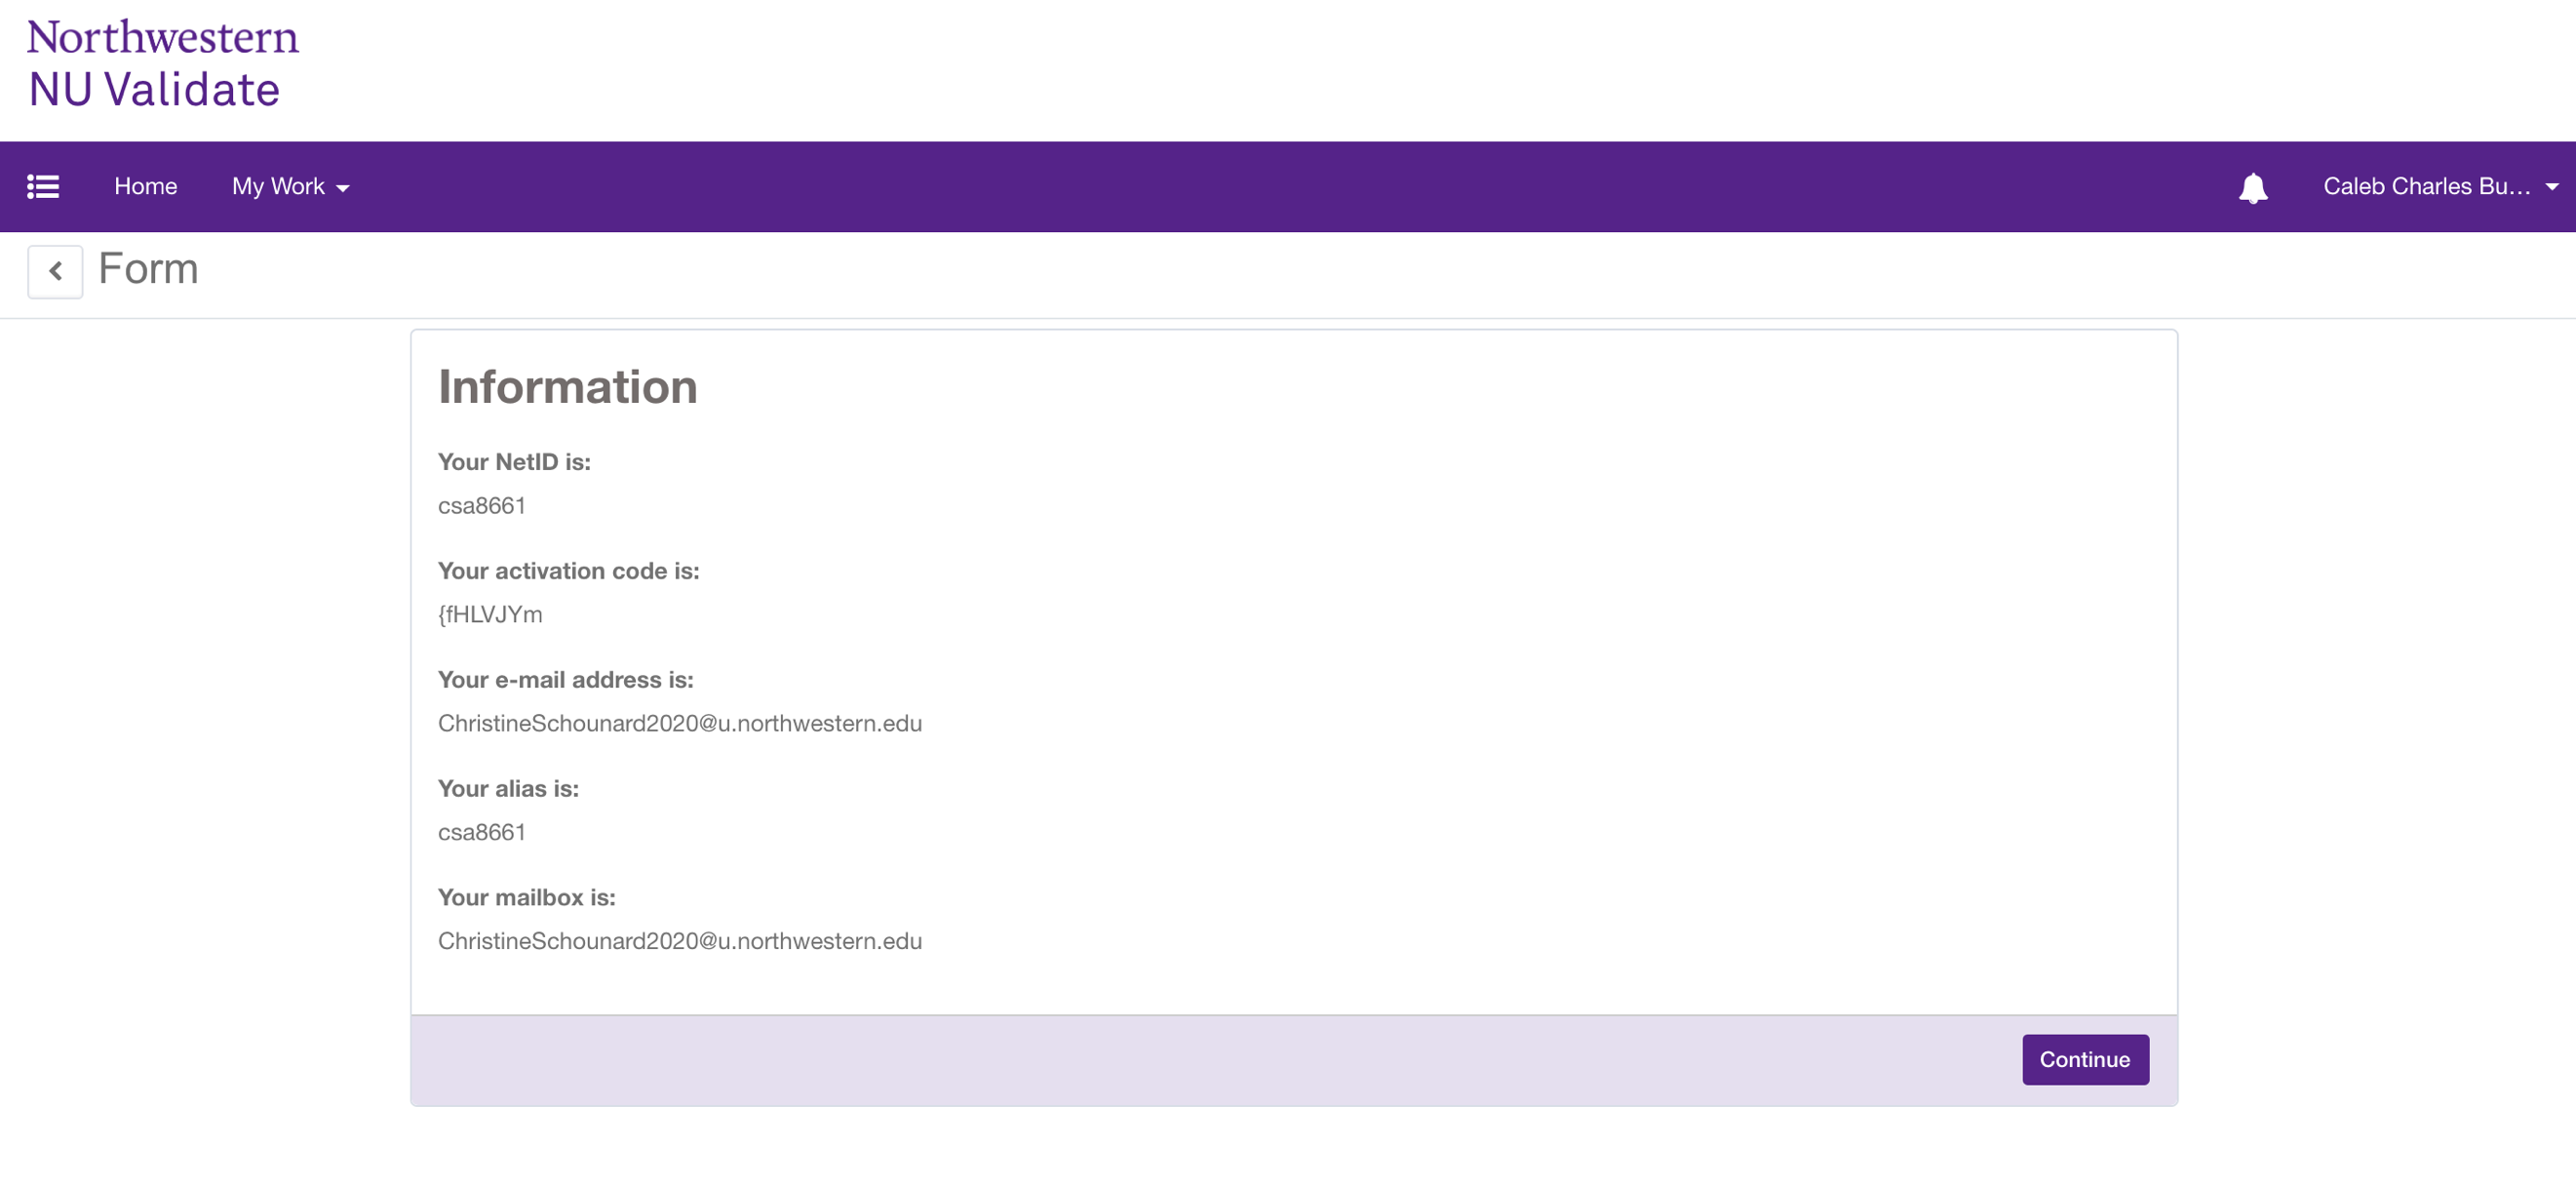 Northwestern
NU Validate
Home My Work Caleb Charles Bu...
Form
Information
Your NetID is:
csa8661
Your activation code is:
{fHLVJYm
Your e-mail address is:
ChristineSchounard2020@u.northwestern.edu
Your alias is:
csa8661
Your mailbox is:
ChristineSchounard2020@u.northwestern.edu
Continue